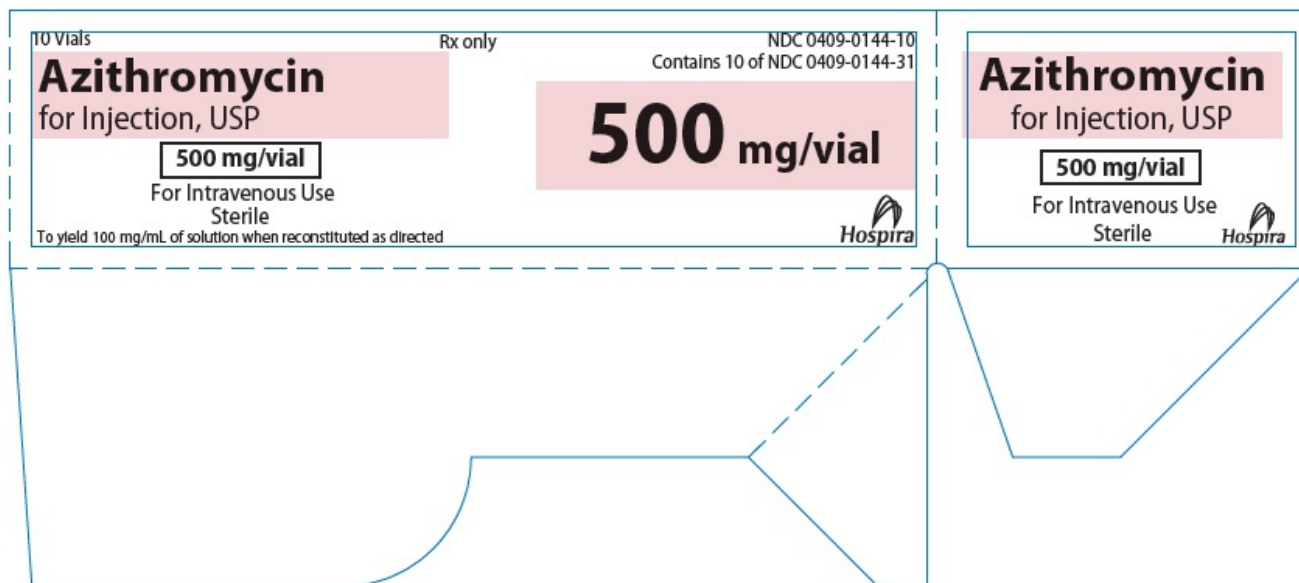 10 Vials
Rx only
NDC 0409-0144-10
Contains 10 of NDC 0409-0144-31
Azithromycin
for Injection, USP
500 mg/vial
For Intravenous Use
Sterile
To yield 100 mg/mL of solution when reconstituted as directed
500 mg/vial
Hospira
Azithromycin
for Injection, USP
500 mg/vial
For Intravenous Use
Sterile
Hospira